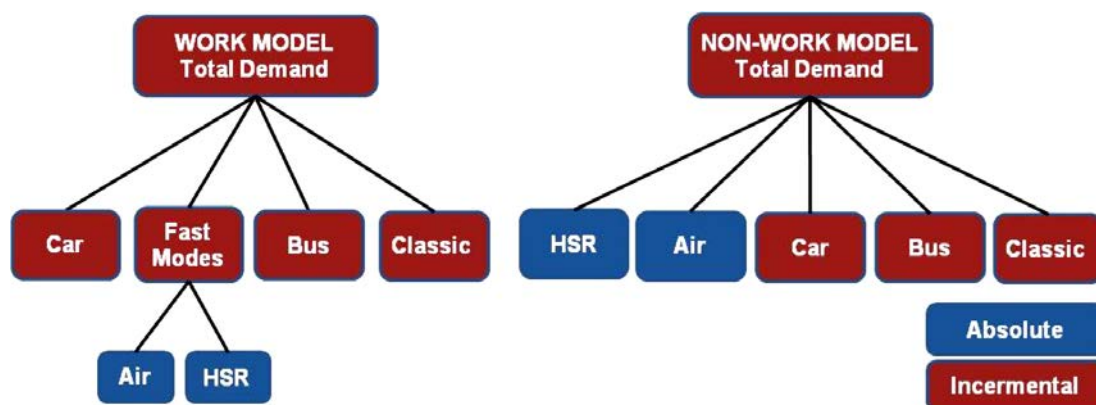 WORK MODEL
Total Demand
NON-WORK MODEL
Total Demand
Car
Fast
Modes
Bus
Classic
HSR
Air
Car
Bus
Classic
Air
HSR
Absolute
Incermental